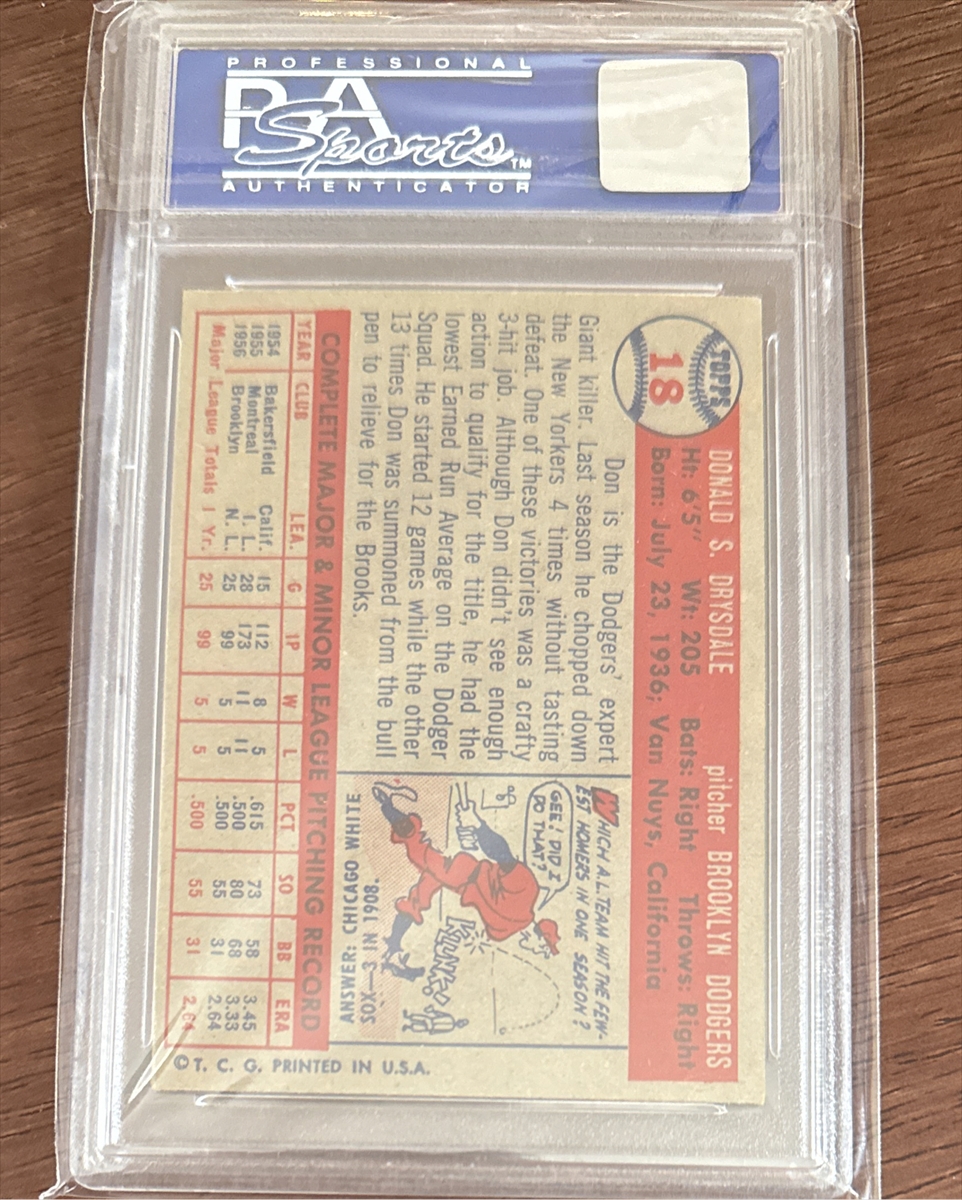 PROFESSIONAL
PSA
Sports™
AUTHENTICATOR
TOPPS
18
DONALD S. DRYSDALE pitcher BROOKLYN DODGERS
Ht: 6'5" Wt: 205 Bats: Right Throws: Right
Born: July 23, 1936; Van Nuys, California
Don is the Dodgers' expert
Giant killer. Last season he chopped down
the New Yorkers 4 times without tasting
defeat. One of these victories was a crafty
3-hit job. Although Don didn't see enough
action to qualify for the title, he had the
lowest Earned Run Average on the Dodger
Squad. He started 12 games while the other
13 times Don was summoned from the bull
pen to relieve for the Brooks.
WHICH A.L. TEAM HIT THE FEW-
EST HOMERS IN ONE SEASON?
GEE! DID I
DO THAT?
KLUNK!
ANSWER: CHICAGO WHITE
SOX—3 IN 1908.
COMPLETE MAJOR & MINOR LEAGUE PITCHING RECORD
YEAR CLUB LEA. G IP W L PCT SO BB ERA
1954 Bakersfield Calif. 15 112 8 5 .615 73 58 3.45
1955 Montreal I. L. 28 173 11 11 .500 80 68 3.33
1956 Brooklyn N. L. 25 99 5 5 .500 55 31 2.64
Major League Totals 1 Yr. 25 99 5 5 .500 55 31 2.64
© T. C. G. PRINTED IN U.S.A.